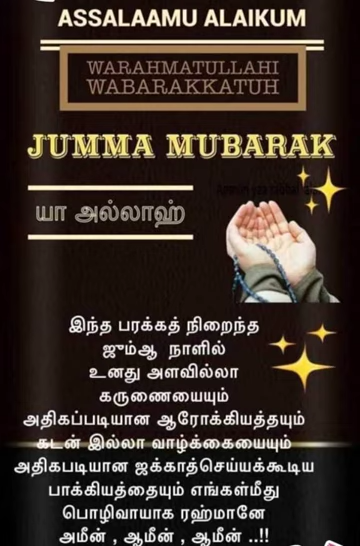 ASSALAAMU ALAIKUM
WARAHMATULLAHI
WABARAKKATUH
JUMMA MUBARAK
யா அல்லாஹ்
இந்த பரக்கத் நிறைந்த
ஜும்ஆ நாளில்
உனது அளவில்லா
கருணையையும்
அதிகப்படியான ஆரோக்கியத்தயும்
கடன் இல்லா வாழ்க்கையையும்
அதிகபடியான ஜக்காத்செய்யக்கூடிய
பாக்கியத்தையும் எங்கள்மீது
பொழிவாயாக ரஹ்மானே
அமீன் , ஆமீன் , ஆமீன் ..!!